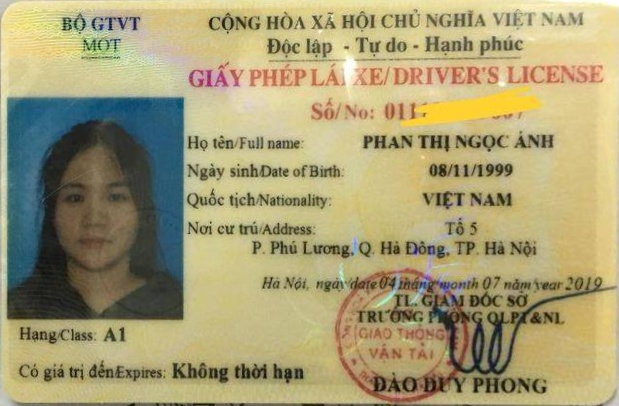 BỘ GTVT
MOT
CỘNG HÒA XÃ HỘI CHỦ NGHĨA VIỆT NAM
Độc lập - Tự do - Hạnh phúc
GIẤY PHÉP LÁI XE/DRIVER'S LICENSE
Số/No: 011
Họ tên/Full name: PHAN THỊ NGỌC ÁNH
Ngày sinh/Date of Birth: 08/11/1999
Quốc tịch/Nationality: VIỆT NAM
Nơi cư trú/Address: Tổ 5
P. Phú Lương, Q. Hà Đông, TP. Hà Nội
Hà Nội, ngày/date 04 tháng/month 07 năm/year 2019
TL. GIÁM ĐỐC SỞ
TRƯỞNG PHÒNG QLPT&NL
GIAO THÔNG
VẬN TẢI
Hạng/Class: A1
Có giá trị đến/Expires: Không thời hạn
ĐÀO DUY PHONG